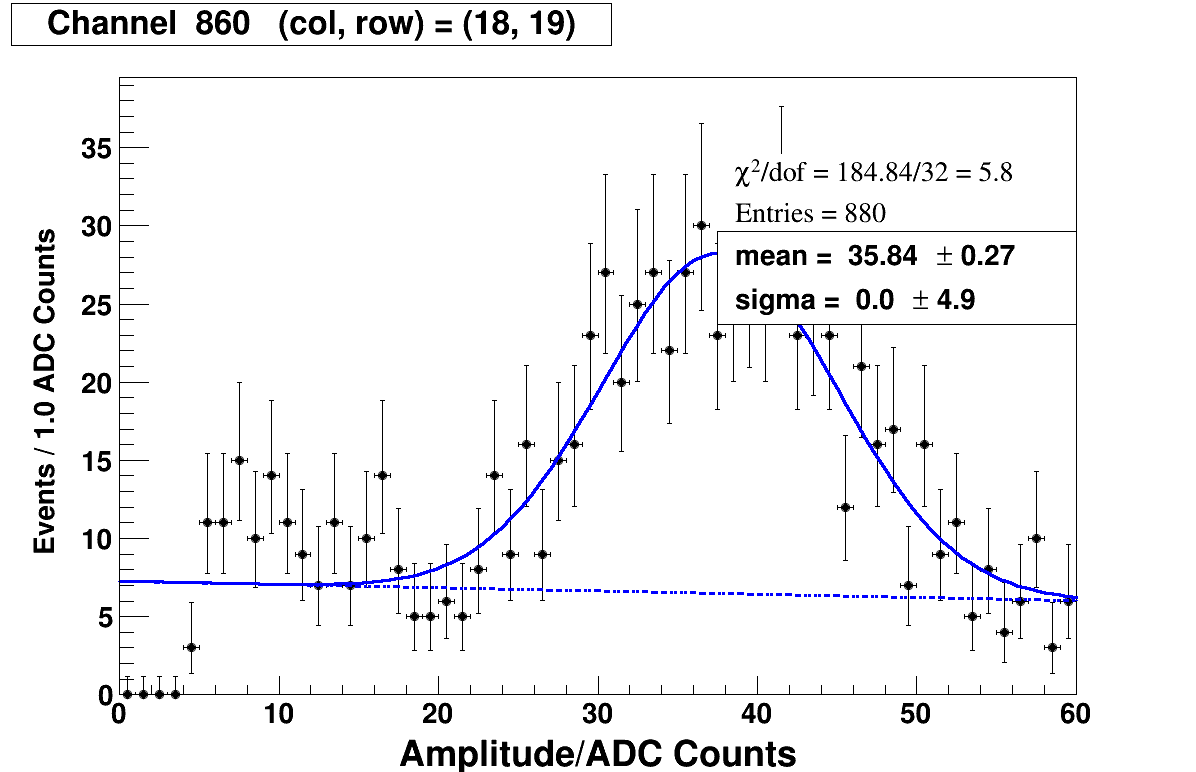 Channel 860 (col, row) = (18, 19)
χ²/dof = 184.84/32 = 5.8
Entries = 880
mean = 35.84 ± 0.27
sigma = 0.0 ± 4.9
Events / 1.0 ADC Counts
35
30
25
20
15
10
5
0
0 10 20 30 40 50 60
Amplitude/ADC Counts